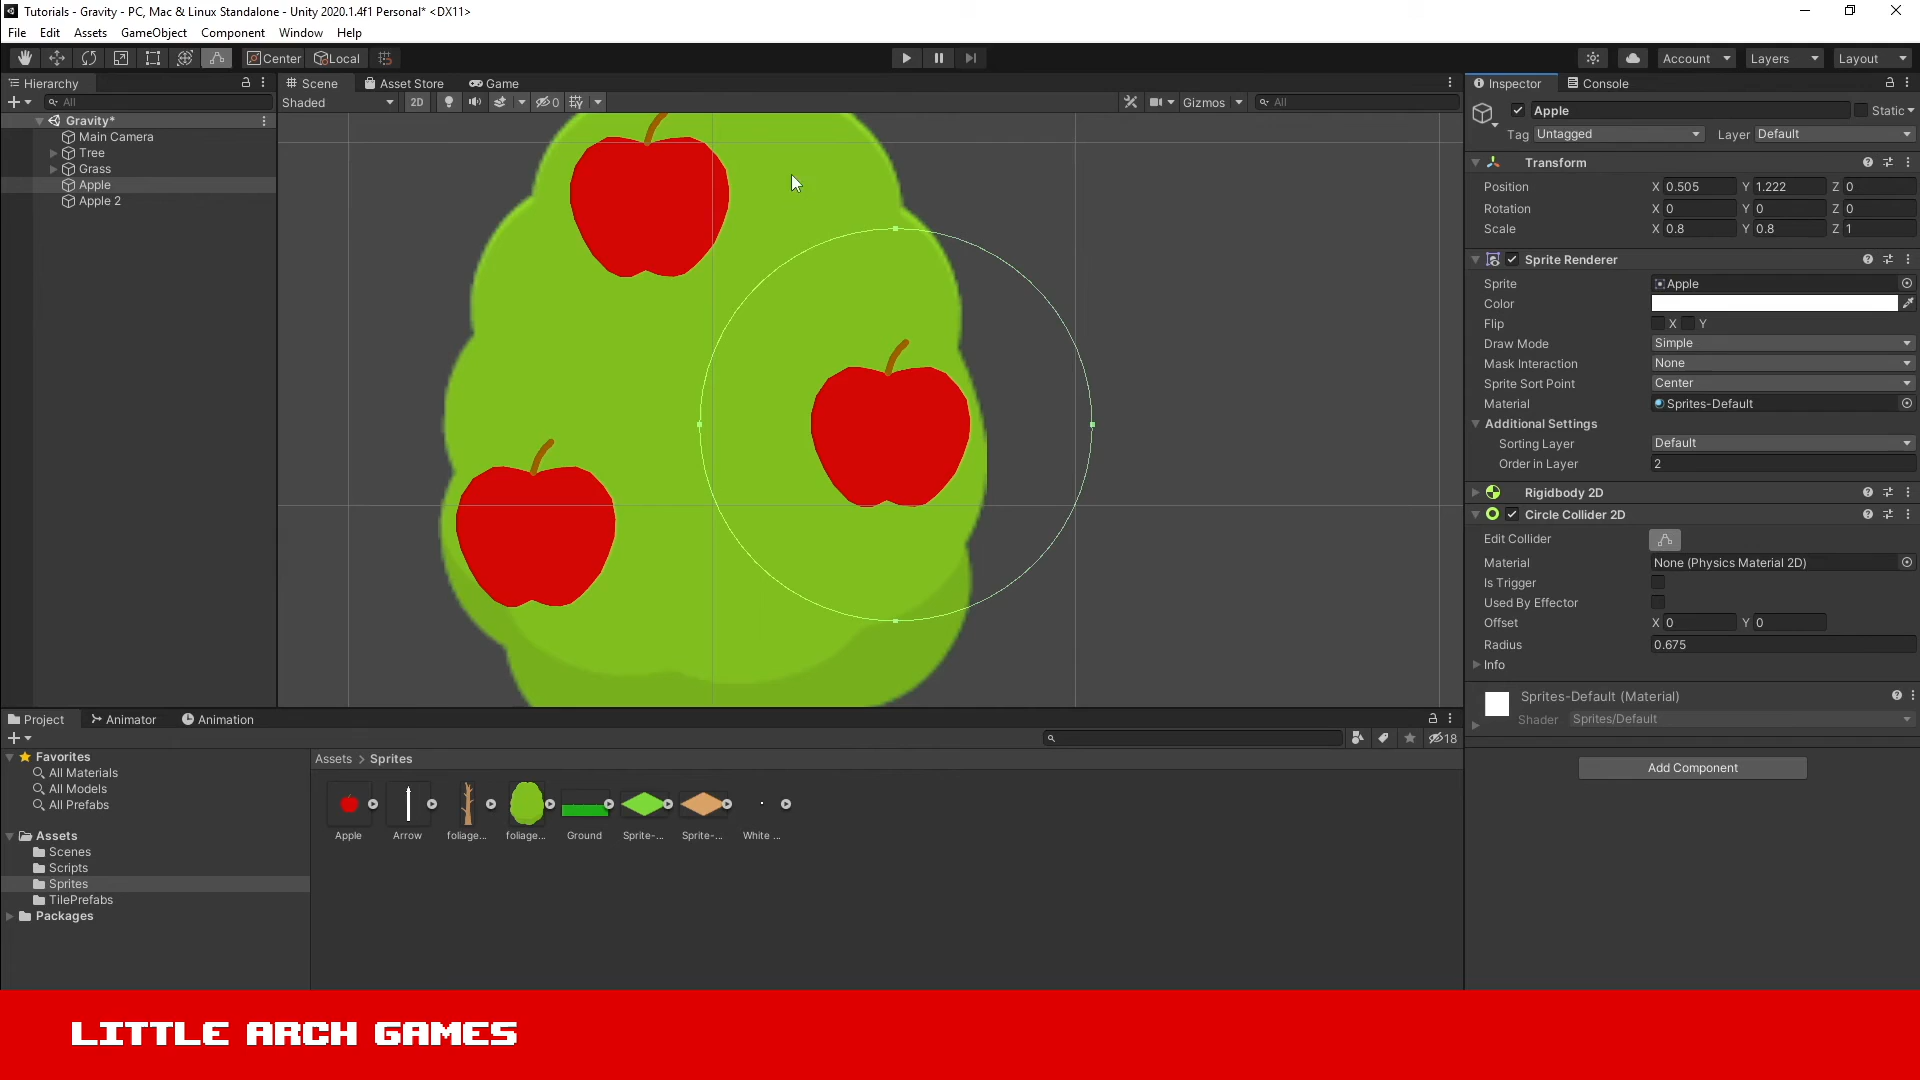 Tutorials - Gravity - PC, Mac & Linux Standalone - Unity 2020.1.4f1 Personal* <DX11>
File Edit Assets GameObject Component Window Help
Center Local Account Layers Layout
Hierarchy
All
Gravity*
Main Camera
Tree
Grass
Apple
Apple 2
Scene Asset Store Game
Shaded 2D 0 Gizmos All
Inspector Console
Apple Static
Tag Untagged Layer Default
Transform
Position X 0.505 Y 1.222 Z 0
Rotation X 0 Y 0 Z 0
Scale X 0.8 Y 0.8 Z 1
Sprite Renderer
Sprite Apple
Color
Flip X Y
Draw Mode Simple
Mask Interaction None
Sprite Sort Point Center
Material Sprites-Default
Additional Settings
Sorting Layer Default
Order in Layer 2
Rigidbody 2D
Circle Collider 2D
Edit Collider
Material None (Physics Material 2D)
Is Trigger
Used By Effector
Offset X 0 Y 0
Radius 0.675
Info
Sprites-Default (Material)
Shader Sprites/Default
Add Component
Project Animator Animation
18
Favorites
All Materials
All Models
All Prefabs
Assets
Scenes
Scripts
Sprites
TilePrefabs
Packages
Assets > Sprites
Apple Arrow foliage... foliage... Ground Sprite-... Sprite-... White ...
LITTLE ARCH GAMES